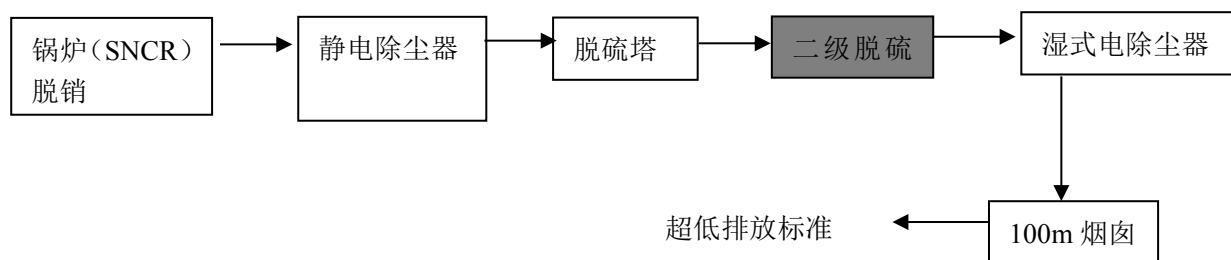 锅炉（SNCR）
脱销
静电除尘器
脱硫塔
二级脱硫
湿式电除尘器
超低排放标准
100m 烟囱